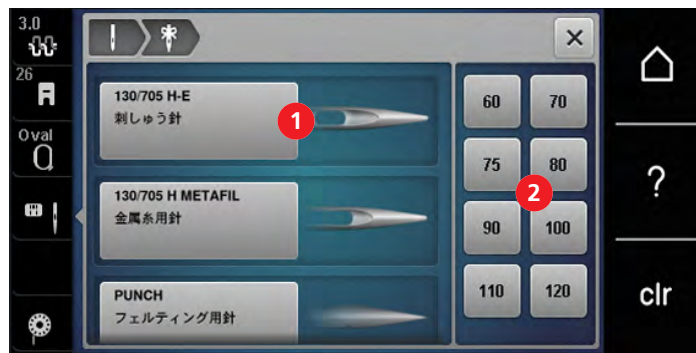 3.0
26
Oval
130/705 H-E
刺しゅう針
1
130/705 H METAFIL
金属糸用針
PUNCH
フェルティング用針
60 70
75 80
2
90 100
110 120
?
clr